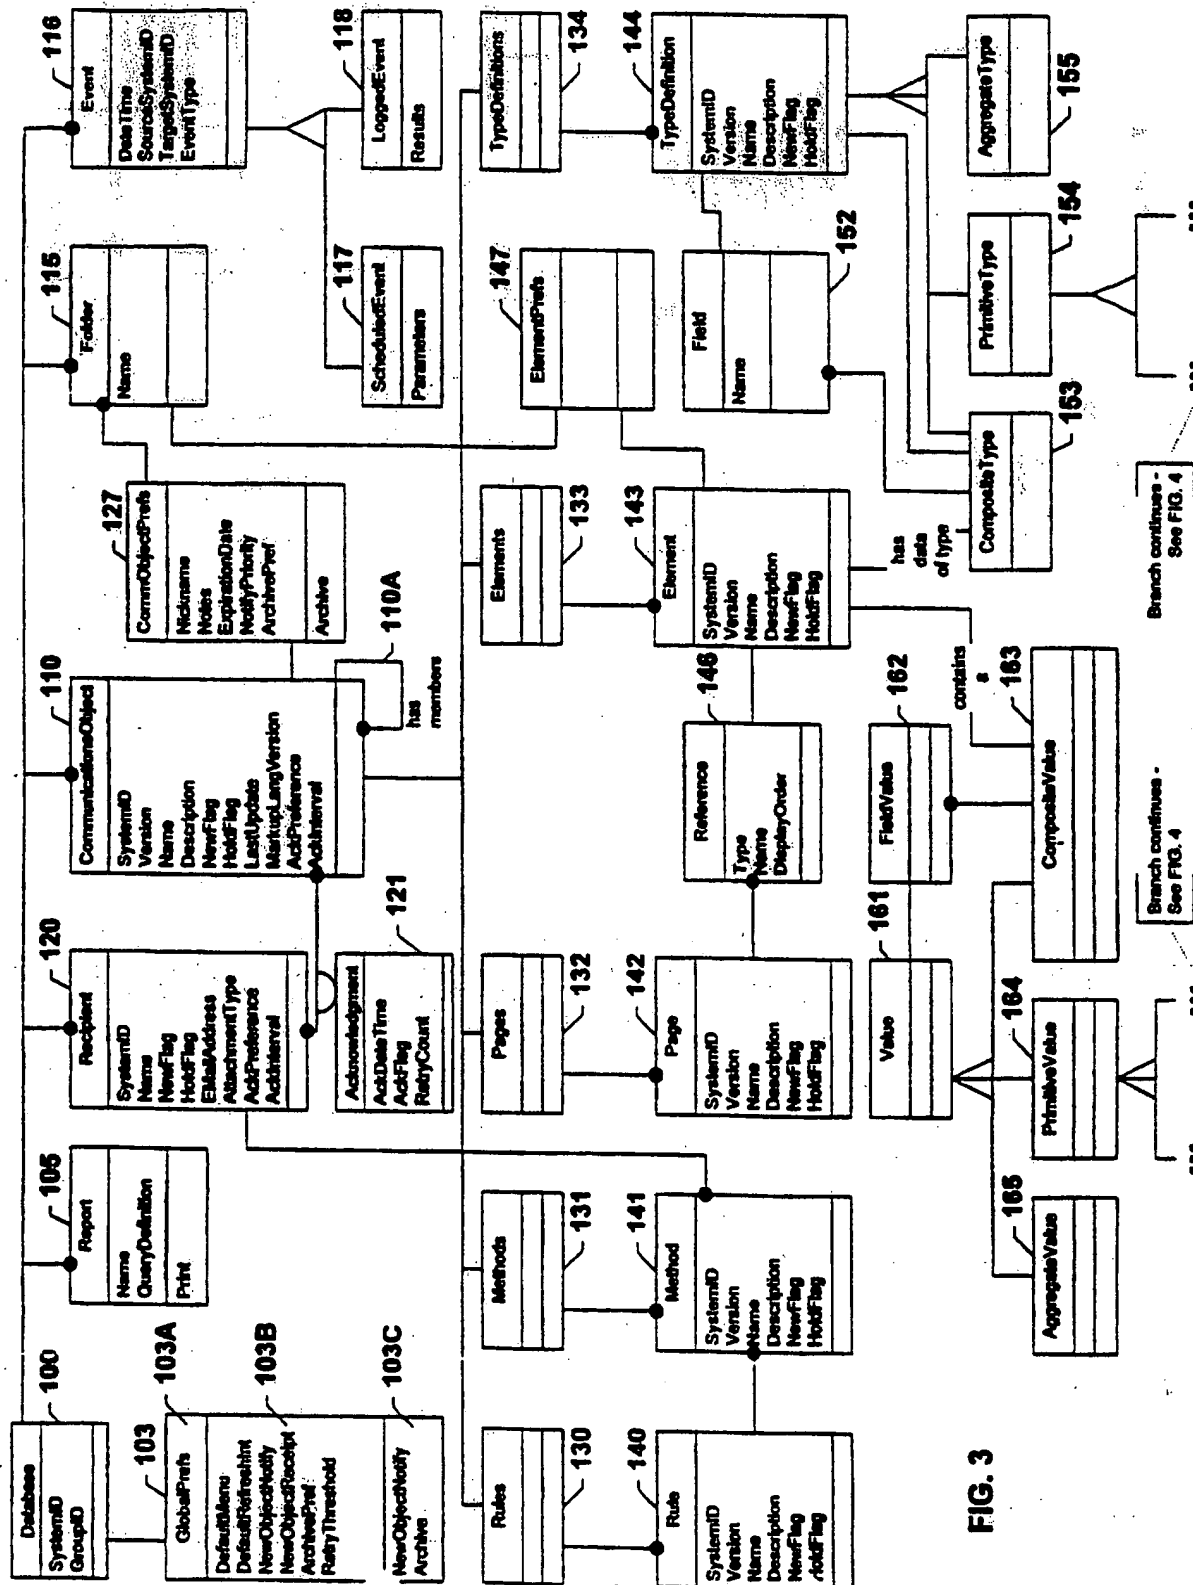 Database
SystemID
GroupID
100
103
103A
GlobalPrefs
DefaultMenu
DefaultRefreshInt
NewObjectNotify
NewObjectReceipt
ArchivePref
RetryThreshold
103B
NewObjectNotify
Archive
103C
Report
Name
QueryDefinition
Print
105
Recipient
SystemID
Name
NewFlag
HoldFlag
EMailAddress
AttachmentType
AckPreference
AckInterval
120
Acknowledgment
AckDateTime
AckFlag
RetryCount
121
CommunicationsObject
SystemID
Version
Name
Description
NewFlag
HoldFlag
LastUpdate
MarkupLangVersion
AckPreference
AckInterval
110
has
members
110A
CommObjectPrefs
Nickname
Notes
ExpirationDate
NotifyPriority
ArchivePref
Archive
127
Folder
Name
115
Event
DateTime
SourceSystemID
TargetSystemID
EventType
116
ScheduledEvent
Parameters
117
LoggedEvent
Results
118
Rules
130
Methods
131
Pages
132
Elements
133
ElementPrefs
147
TypeDefinitions
134
Rule
SystemID
Version
Name
Description
NewFlag
HoldFlag
140
Method
SystemID
Version
Name
Description
NewFlag
HoldFlag
141
Page
SystemID
Version
Name
Description
NewFlag
HoldFlag
142
Reference
Type
Name
DisplayOrder
146
Element
SystemID
Version
Name
Description
NewFlag
HoldFlag
143
Field
Name
152
TypeDefinition
SystemID
Version
Name
Description
NewFlag
HoldFlag
144
Value
161
FieldValue
162
contains
a
has
data
of type
AggregateValue
165
PrimitiveValue
164
CompositeValue
163
CompositeType
153
PrimitiveType
154
AggregateType
155
Branch continues -
See FIG. 4
Branch continues -
See FIG. 4
FIG. 3